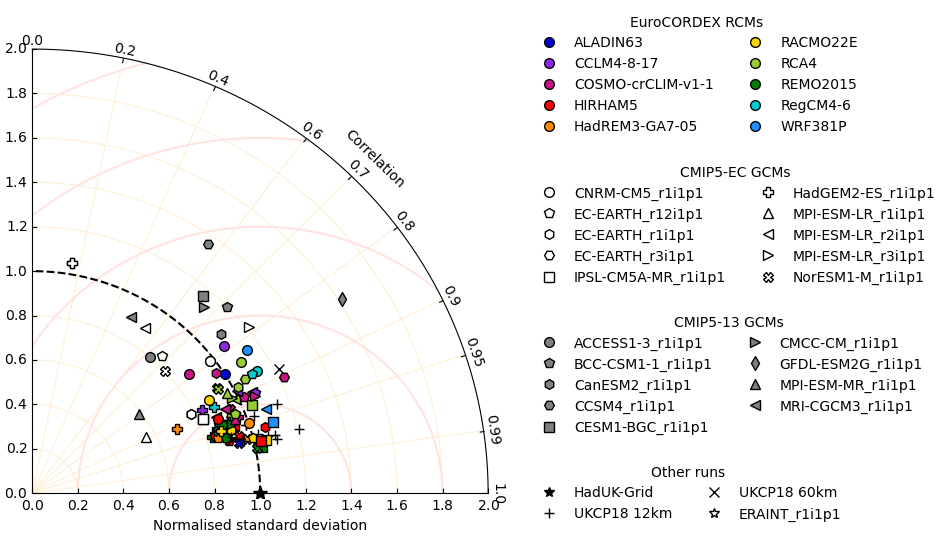 0.0
0.2
0.4
0.6
0.7
0.8
0.9
0.95
0.99
1.0
Correlation
2.0
1.8
1.6
1.4
1.2
1.0
0.8
0.6
0.4
0.2
0.0
0.0 0.2 0.4 0.6 0.8 1.0 1.2 1.4 1.6 1.8 2.0
Normalised standard deviation
EuroCORDEX RCMs
ALADIN63 RACMO22E
CCLM4-8-17 RCA4
COSMO-crCLIM-v1-1 REMO2015
HIRHAM5 RegCM4-6
HadREM3-GA7-05 WRF381P
CMIP5-EC GCMs
CNRM-CM5_r1i1p1 HadGEM2-ES_r1i1p1
EC-EARTH_r12i1p1 MPI-ESM-LR_r1i1p1
EC-EARTH_r1i1p1 MPI-ESM-LR_r2i1p1
EC-EARTH_r3i1p1 MPI-ESM-LR_r3i1p1
IPSL-CM5A-MR_r1i1p1 NorESM1-M_r1i1p1
CMIP5-13 GCMs
ACCESS1-3_r1i1p1 CMCC-CM_r1i1p1
BCC-CSM1-1_r1i1p1 GFDL-ESM2G_r1i1p1
CanESM2_r1i1p1 MPI-ESM-MR_r1i1p1
CCSM4_r1i1p1 MRI-CGCM3_r1i1p1
CESM1-BGC_r1i1p1
Other runs
HadUK-Grid UKCP18 60km
UKCP18 12km ERAINT_r1i1p1